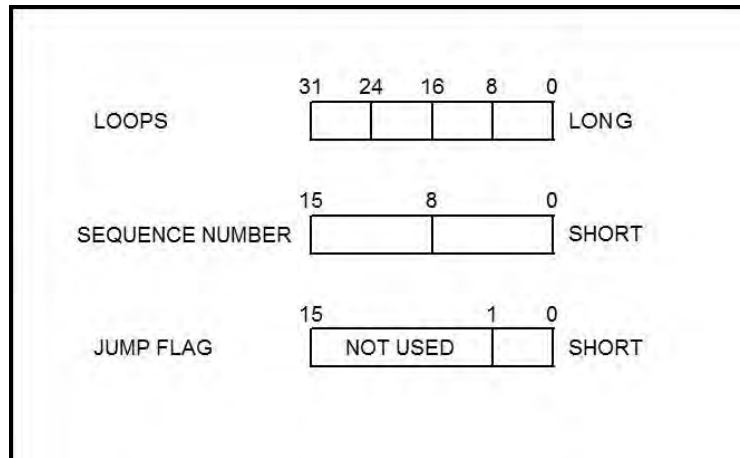 31 24 16 8 0
LOOPS LONG
15 8 0
SEQUENCE NUMBER SHORT
15 1 0
JUMP FLAG NOT USED SHORT